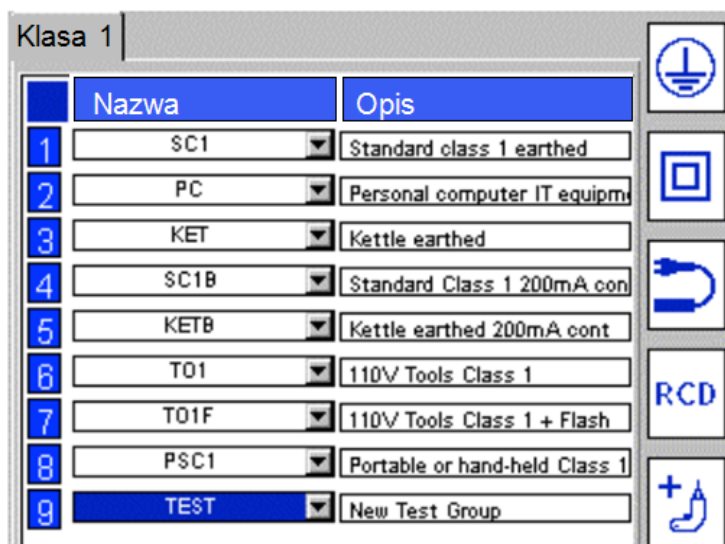 Klasa 1
Nazwa Opis
1 SC1 Standard class 1 earthed
2 PC Personal computer IT equipm
3 KET Kettle earthed
4 SC1B Standard Class 1 200mA con
5 KETB Kettle earthed 200mA cont
6 TO1 110V Tools Class 1
7 TO1F 110V Tools Class 1 + Flash
8 PSC1 Portable or hand-held Class 1
9 TEST New Test Group
RCD